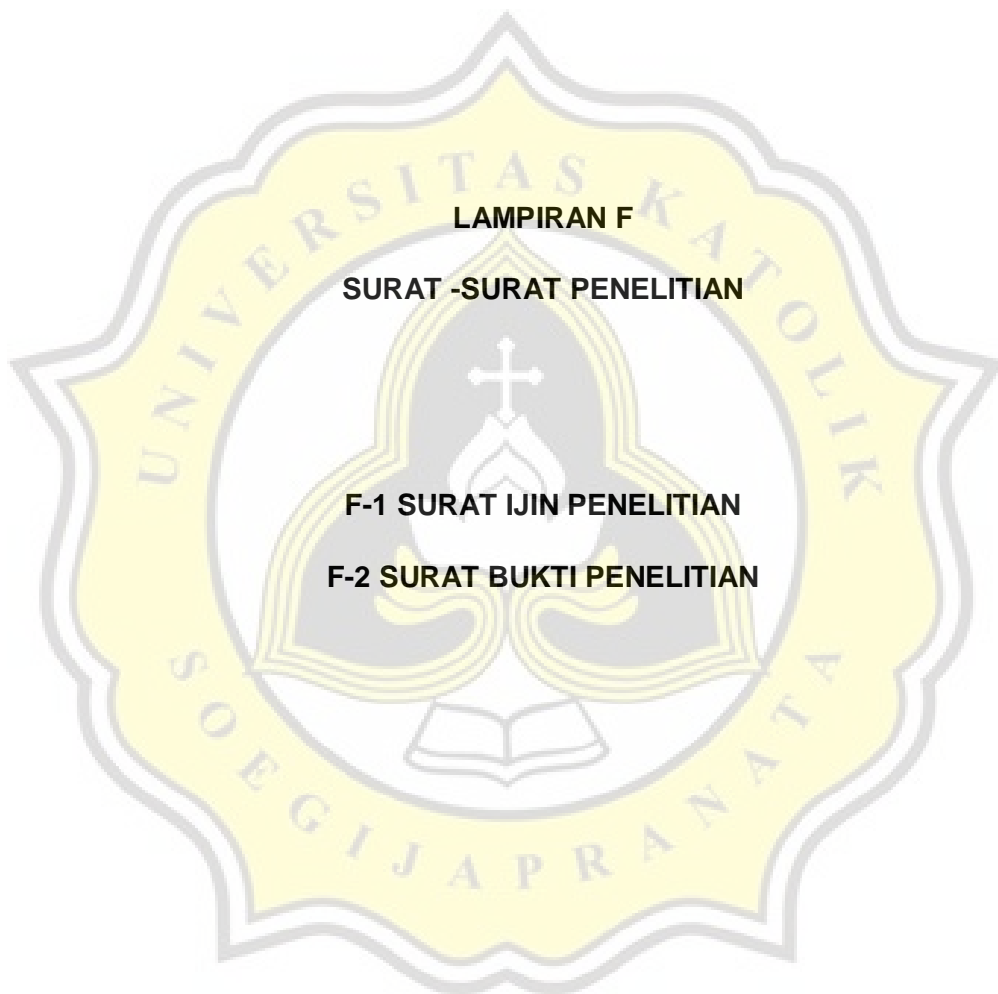 UNIVERSITAS KATOLIK
LAMPIRAN F
SURAT -SURAT PENELITIAN
F-1 SURAT IJIN PENELITIAN
F-2 SURAT BUKTI PENELITIAN
SOEGIJAPRANATA